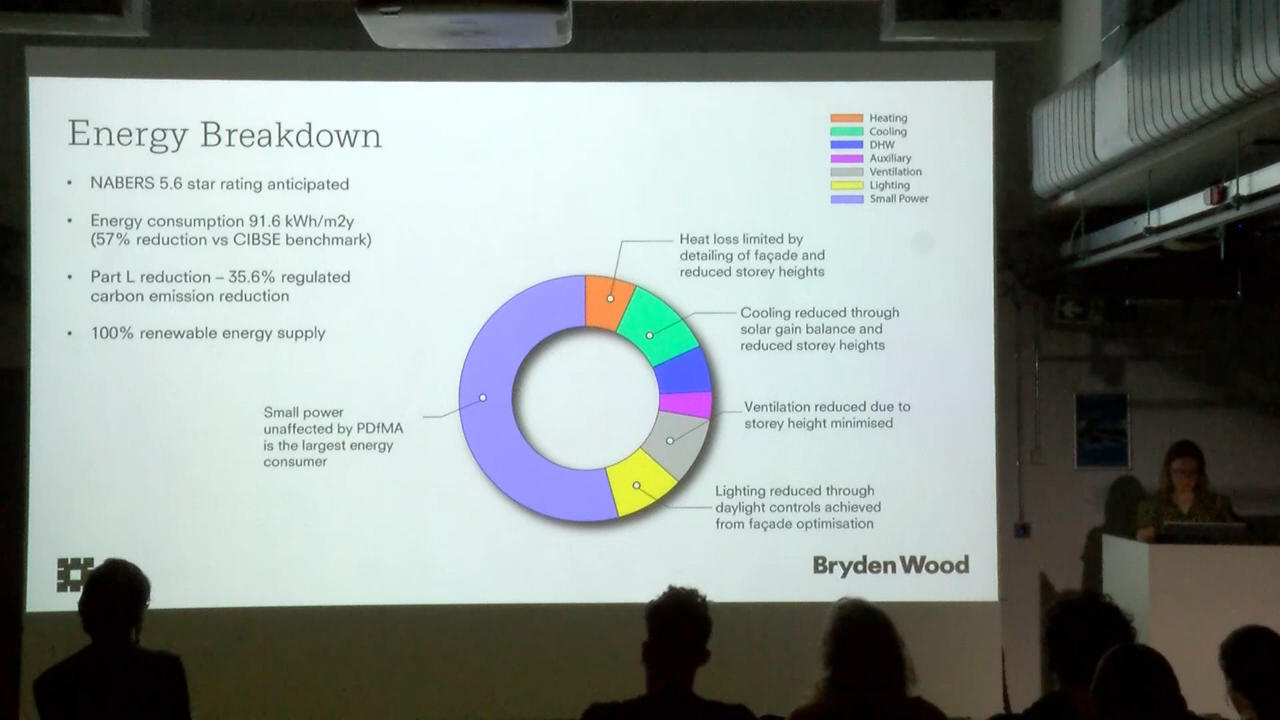 Energy Breakdown
• NABERS 5.6 star rating anticipated
• Energy consumption 91.6 kWh/m2y
(57% reduction vs CIBSE benchmark)
• Part L reduction – 35.6% regulated
carbon emission reduction
• 100% renewable energy supply
Heating
Cooling
DHW
Auxiliary
Ventilation
Lighting
Small Power
Heat loss limited by
detailing of façade and
reduced storey heights
Cooling reduced through
solar gain balance and
reduced storey heights
Ventilation reduced due to
storey height minimised
Lighting reduced through
daylight controls achieved
from façade optimisation
Small power
unaffected by PDfMA
is the largest energy
consumer
Bryden Wood